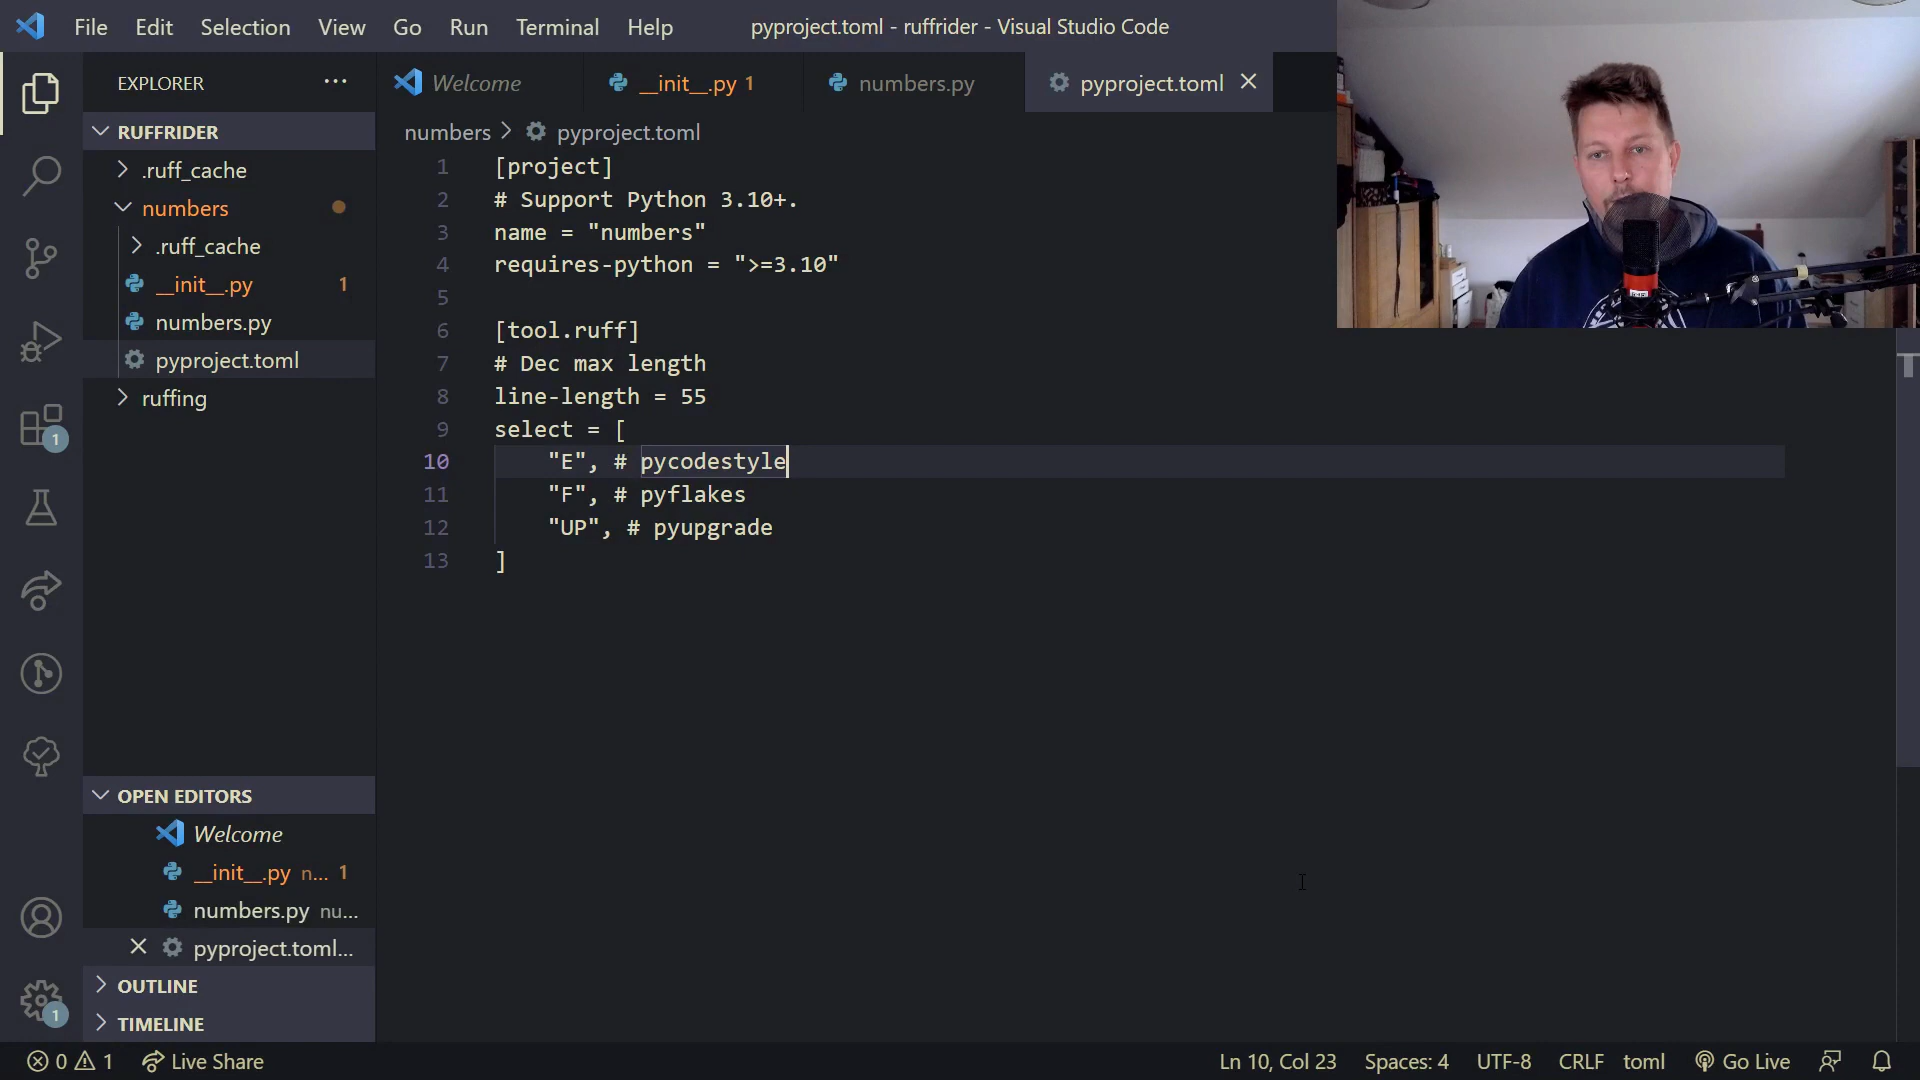 File Edit Selection View Go Run Terminal Help
pyproject.toml - ruffrider - Visual Studio Code
EXPLORER
Welcome
__init__.py 1
numbers.py
pyproject.toml
RUFFRIDER
.ruff_cache
numbers
.ruff_cache
__init__.py 1
numbers.py
pyproject.toml
ruffing
numbers > pyproject.toml
1 [project]
2 # Support Python 3.10+.
3 name = "numbers"
4 requires-python = ">=3.10"
5
6 [tool.ruff]
7 # Dec max length
8 line-length = 55
9 select = [
10 "E", # pycodestyle
11 "F", # pyflakes
12 "UP", # pyupgrade
13 ]
1
OPEN EDITORS
Welcome
__init__.py n... 1
numbers.py nu...
pyproject.toml...
OUTLINE
TIMELINE
1
0 1 Live Share
Ln 10, Col 23 Spaces: 4 UTF-8 CRLF toml Go Live